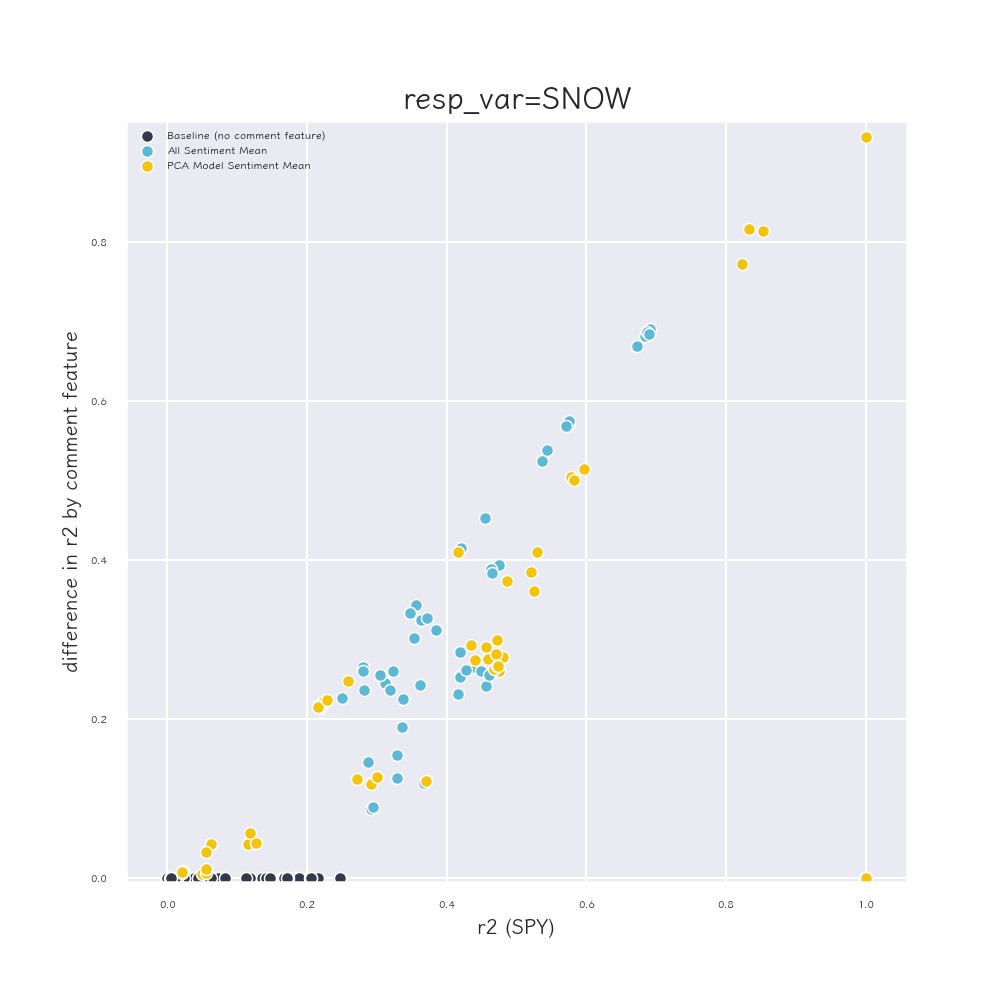 resp_var=SNOW
Baseline (no comment feature)
All Sentiment Mean
PCA Model Sentiment Mean
difference in r2 by comment feature
0.8
0.6
0.4
0.2
0.0
0.0 0.2 0.4 0.6 0.8 1.0
r2 (SPY)